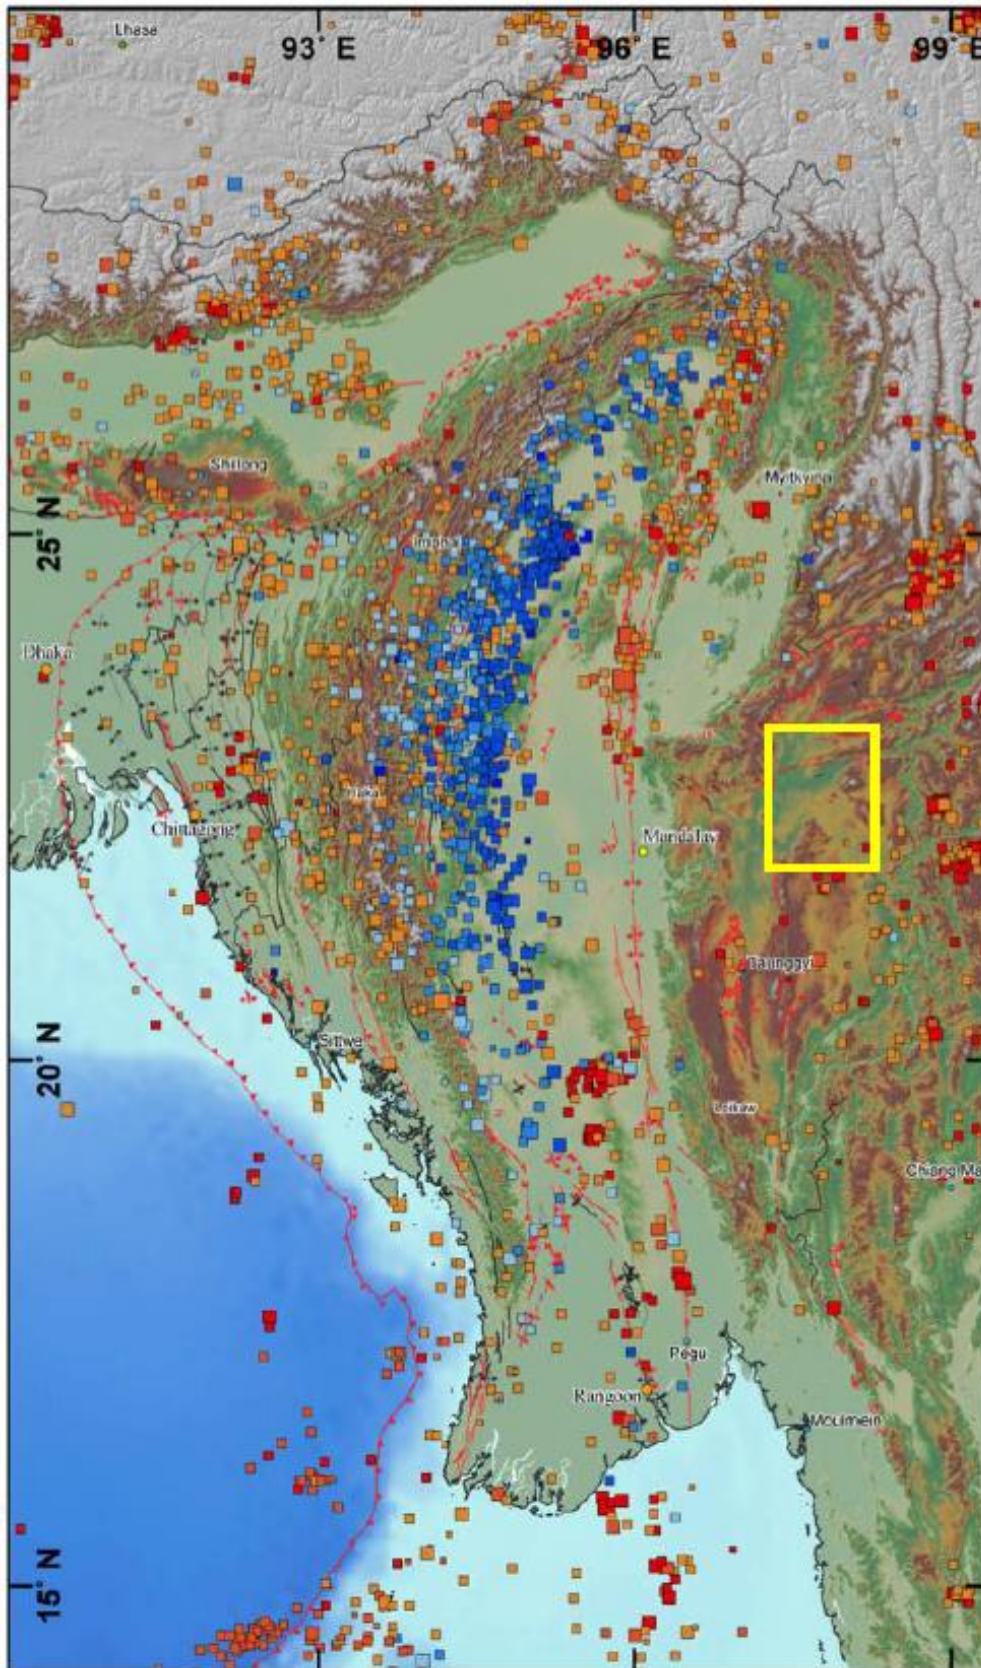 Lhasa
93° E
96° E
99° E
Shillong
Myitkyina
25° N
Imphal
Dhaka
Chittagong
Mandalay
Taunggyi
20° N
Sittwe
Loikaw
Chiang Ma
Pegu
Rangoon
Moulmein
15° N